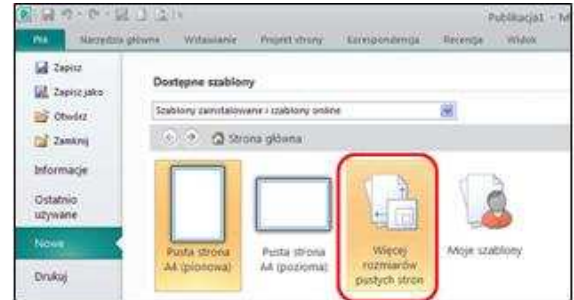 Publikacja1 - M
Plik Narzędzia główne Wstawianie Projekt strony Korespondencja Recenzja Widok
Zapisz
Zapisz jako
Otwórz
Zamknij
Informacje
Ostatnio
używane
Nowe
Drukuj
Dostępne szablony
Szablony zainstalowane i szablony online
Strona główna
Pusta strona
A4 (pionowa)
Pusta strona
A4 (pozioma)
Więcej
rozmiarów
pustych stron
Moje szablony